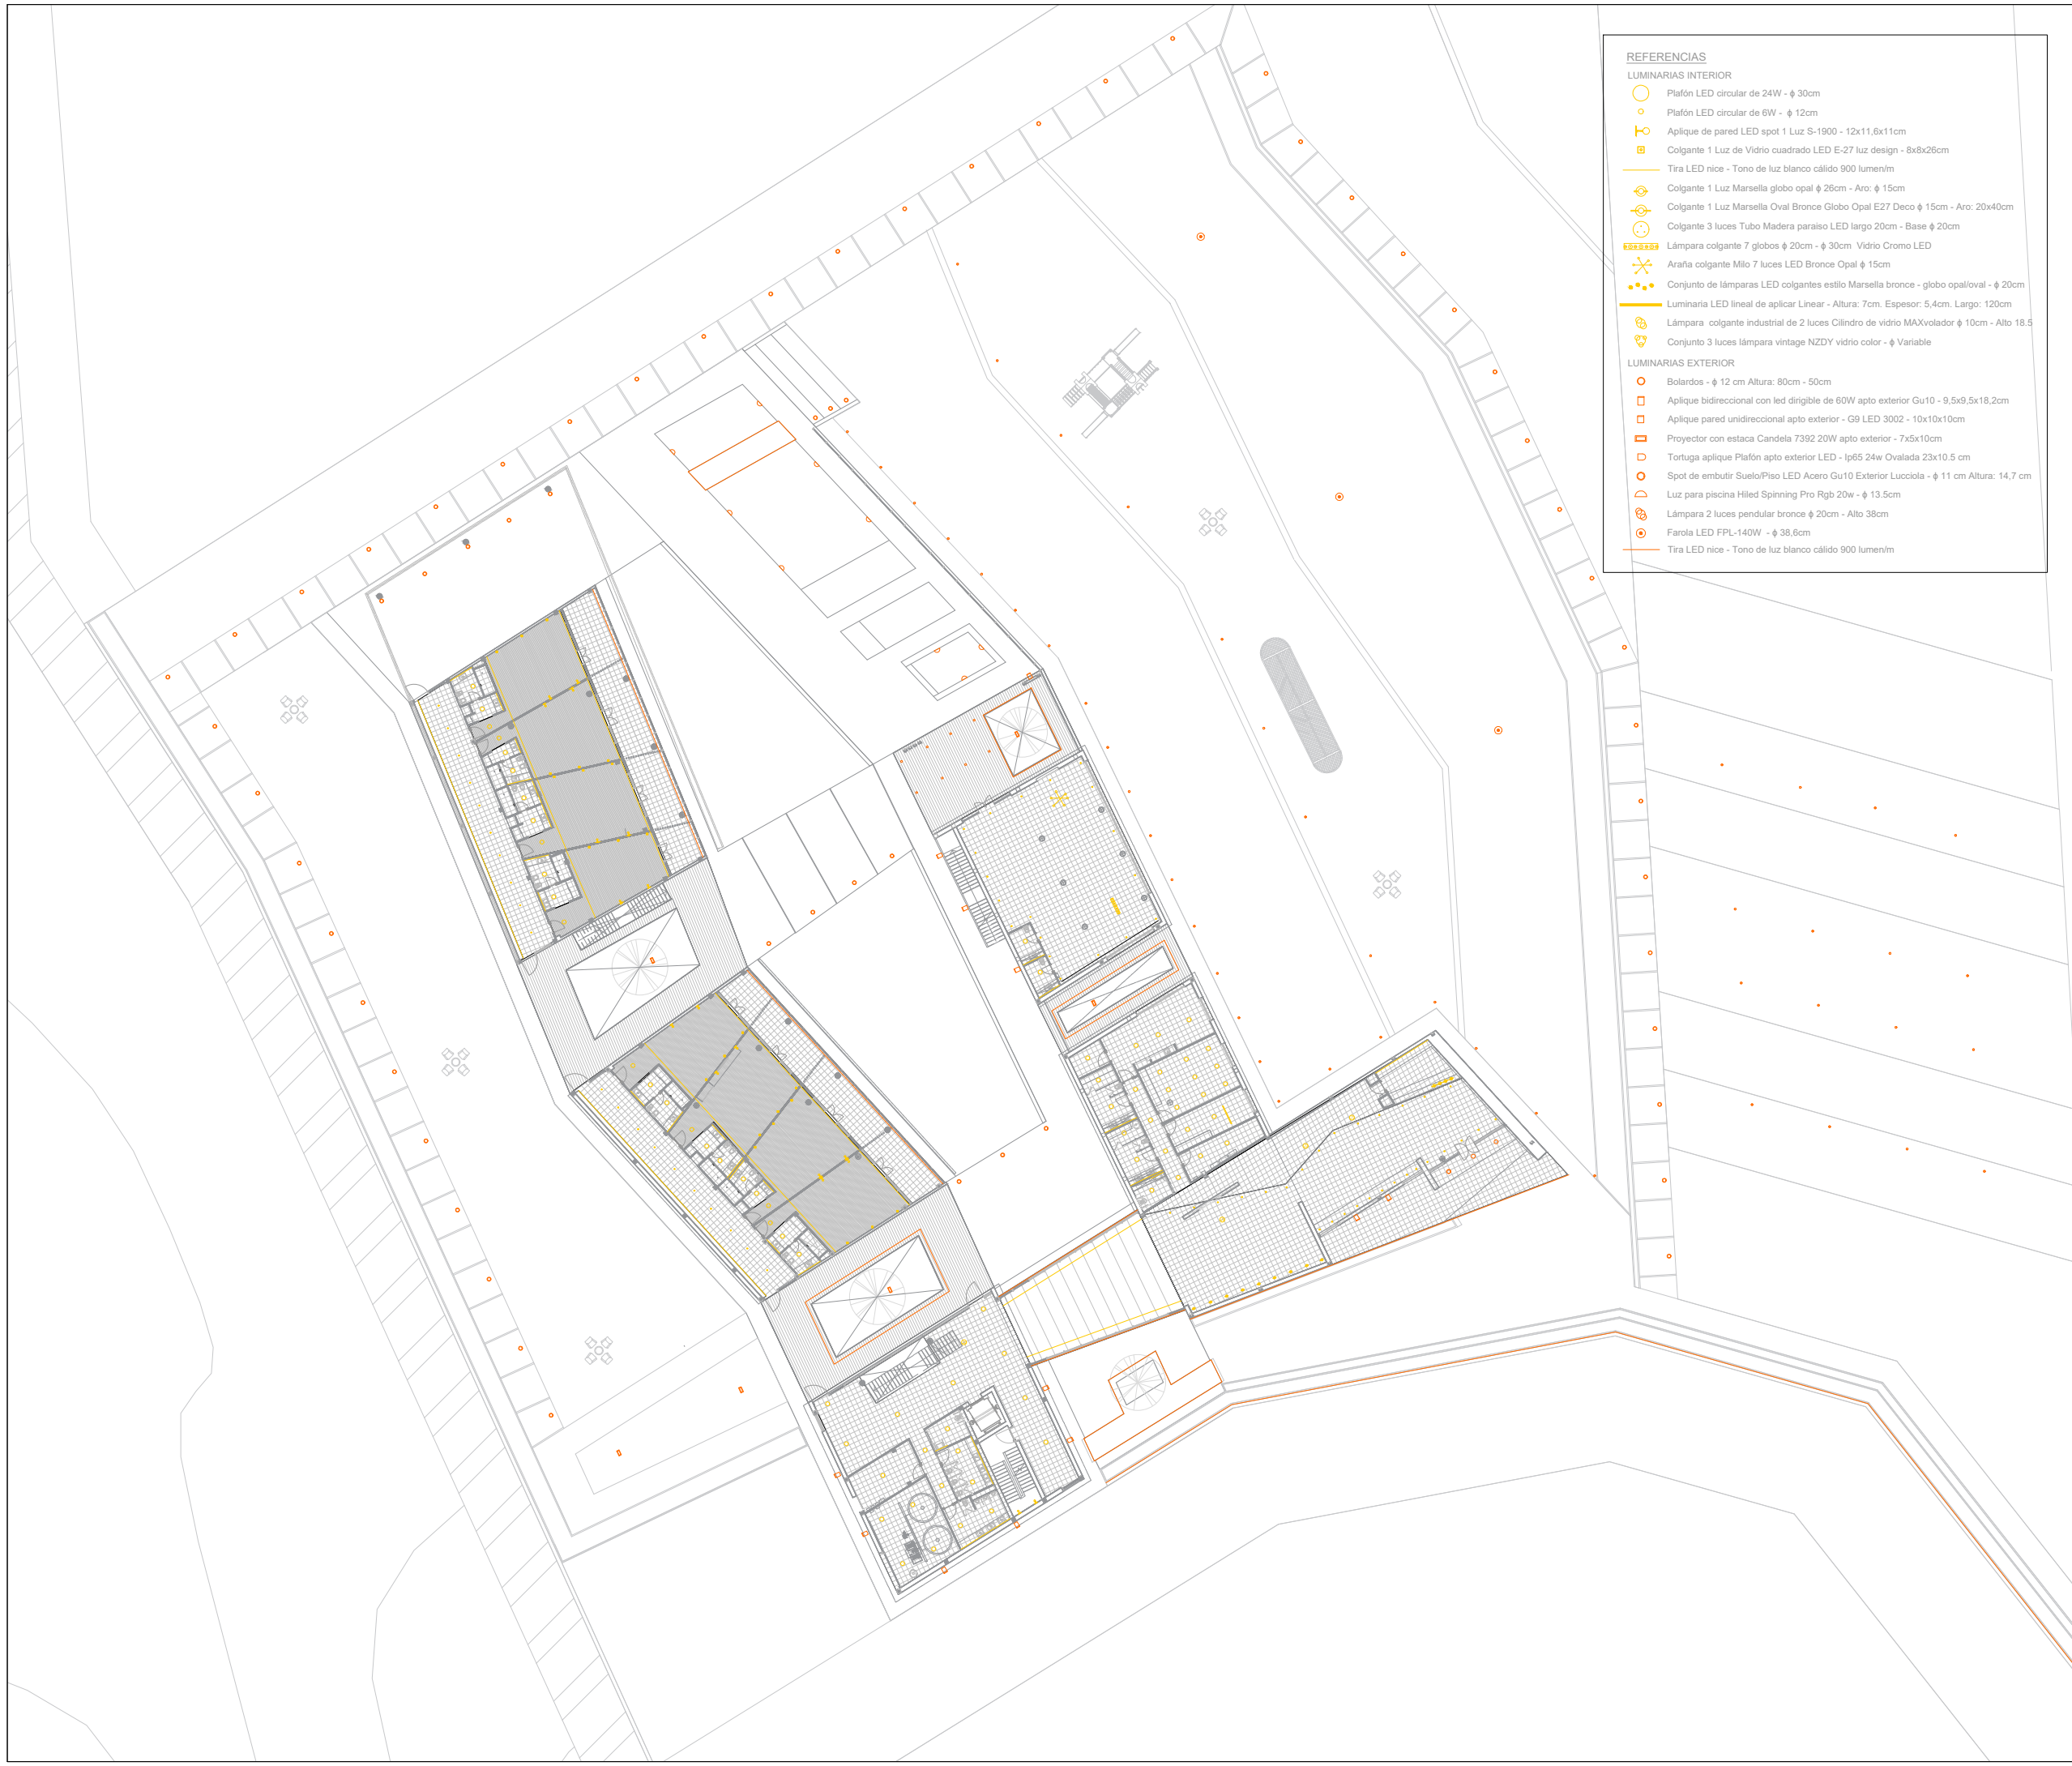 REFERENCIAS
LUMINARIAS INTERIOR
Plafón LED circular de 24W - ϕ 30cm
Plafón LED circular de 6W - ϕ 12cm
Aplique de pared LED spot 1 Luz S-1900 - 12x11,6x11cm
Colgante 1 Luz de Vidrio cuadrado LED E-27 luz design - 8x8x26cm
Tira LED nice - Tono de luz blanco cálido 900 lumen/m
Colgante 1 Luz Marsella globo opal ϕ 26cm - Aro: ϕ 15cm
Colgante 1 Luz Marsella Oval Bronce Globo Opal E27 Deco ϕ 15cm - Aro: 20x40cm
Colgante 3 luces Tubo Madera paraiso LED largo 20cm - Base ϕ 20cm
Lámpara colgante 7 globos ϕ 20cm - ϕ 30cm Vidrio Cromo LED
Araña colgante Milo 7 luces LED Bronce Opal ϕ 15cm
Conjunto de lámparas LED colgantes estilo Marsella bronce - globo opal/oval - ϕ 20cm
Luminaria LED lineal de aplicar Linear - Altura: 7cm. Espesor: 5,4cm. Largo: 120cm
Lámpara colgante industrial de 2 luces Cilindro de vidrio MAXvolador ϕ 10cm - Alto 18.5
Conjunto 3 luces lámpara vintage NZDY vidrio color - ϕ Variable
LUMINARIAS EXTERIOR
Bolardos - ϕ 12 cm Altura: 80cm - 50cm
Aplique bidireccional con led dirigible de 60W apto exterior Gu10 - 9,5x9,5x18,2cm
Aplique pared unidireccional apto exterior - G9 LED 3002 - 10x10x10cm
Proyector con estaca Candela 7392 20W apto exterior - 7x5x10cm
Tortuga aplique Plafón apto exterior LED - Ip65 24w Ovalada 23x10.5 cm
Spot de embutir Suelo/Piso LED Acero Gu10 Exterior Lucciola - ϕ 11 cm Altura: 14,7 cm
Luz para piscina Hiled Spinning Pro Rgb 20w - ϕ 13.5cm
Lámpara 2 luces pendular bronce ϕ 20cm - Alto 38cm
Farola LED FPL-140W - ϕ 38,6cm
Tira LED nice - Tono de luz blanco cálido 900 lumen/m